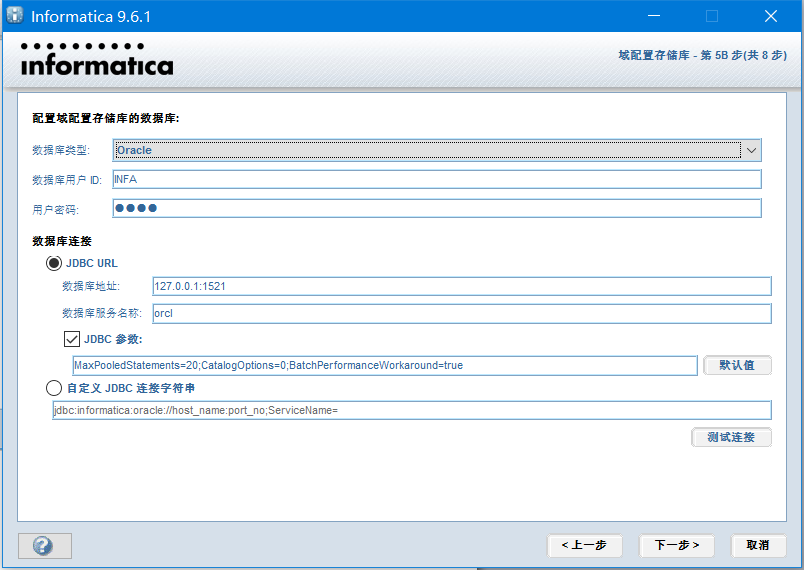 Informatica 9.6.1
informatica
域配置存储库 - 第 5B 步(共 8 步)
配置域配置存储库的数据库:
数据库类型: Oracle
数据库用户 ID: INFA
用户密码: ●●●●
数据库连接
JDBC URL
数据库地址: 127.0.0.1:1521
数据库服务名称: orcl
JDBC 参数:
MaxPooledStatements=20;CatalogOptions=0;BatchPerformanceWorkaround=true 默认值
自定义 JDBC 连接字符串
jdbc:informatica:oracle://host_name:port_no;ServiceName=
测试连接
? < 上一步 下一步 > 取消